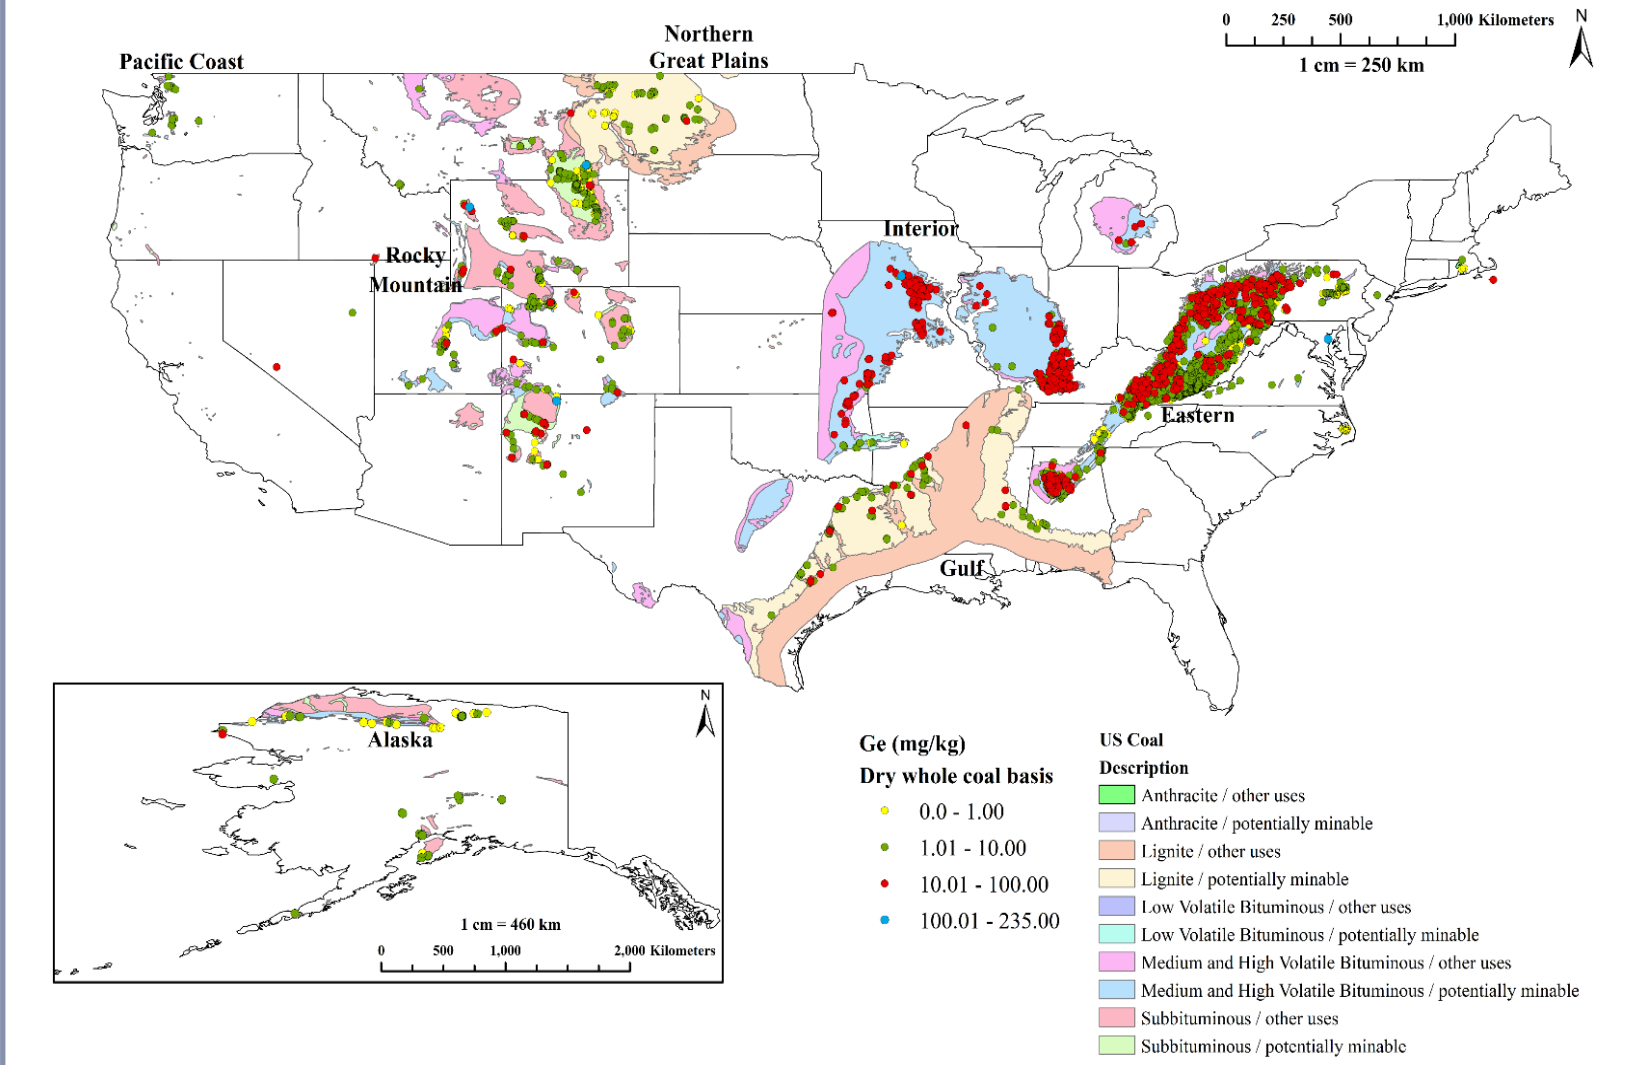 0 250 500 1,000 Kilometers
N
1 cm = 250 km
Northern
Great Plains
Pacific Coast
Interior
Rocky
Mountain
Eastern
Gulf
N
Alaska
1 cm = 460 km
0 500 1,000 2,000 Kilometers
Ge (mg/kg)
Dry whole coal basis
0.0 - 1.00
1.01 - 10.00
10.01 - 100.00
100.01 - 235.00
US Coal
Description
Anthracite / other uses
Anthracite / potentially minable
Lignite / other uses
Lignite / potentially minable
Low Volatile Bituminous / other uses
Low Volatile Bituminous / potentially minable
Medium and High Volatile Bituminous / other uses
Medium and High Volatile Bituminous / potentially minable
Subbituminous / other uses
Subbituminous / potentially minable